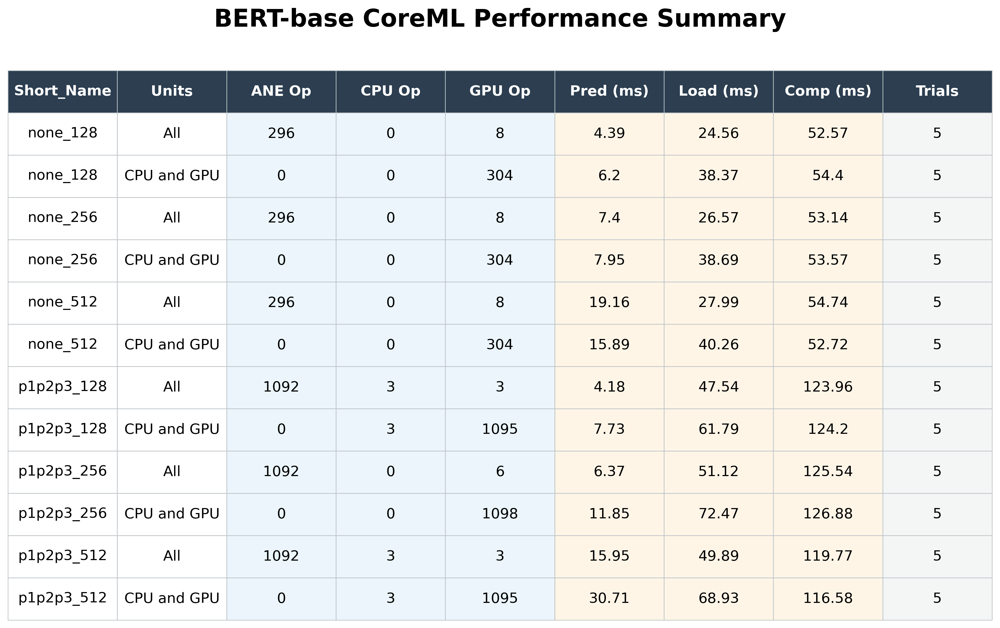 BERT-base CoreML Performance Summary
Short_Name Units ANE Op CPU Op GPU Op Pred (ms) Load (ms) Comp (ms) Trials
none_128 All 296 0 8 4.39 24.56 52.57 5
none_128 CPU and GPU 0 0 304 6.2 38.37 54.4 5
none_256 All 296 0 8 7.4 26.57 53.14 5
none_256 CPU and GPU 0 0 304 7.95 38.69 53.57 5
none_512 All 296 0 8 19.16 27.99 54.74 5
none_512 CPU and GPU 0 0 304 15.89 40.26 52.72 5
p1p2p3_128 All 1092 3 3 4.18 47.54 123.96 5
p1p2p3_128 CPU and GPU 0 3 1095 7.73 61.79 124.2 5
p1p2p3_256 All 1092 0 6 6.37 51.12 125.54 5
p1p2p3_256 CPU and GPU 0 0 1098 11.85 72.47 126.88 5
p1p2p3_512 All 1092 3 3 15.95 49.89 119.77 5
p1p2p3_512 CPU and GPU 0 3 1095 30.71 68.93 116.58 5